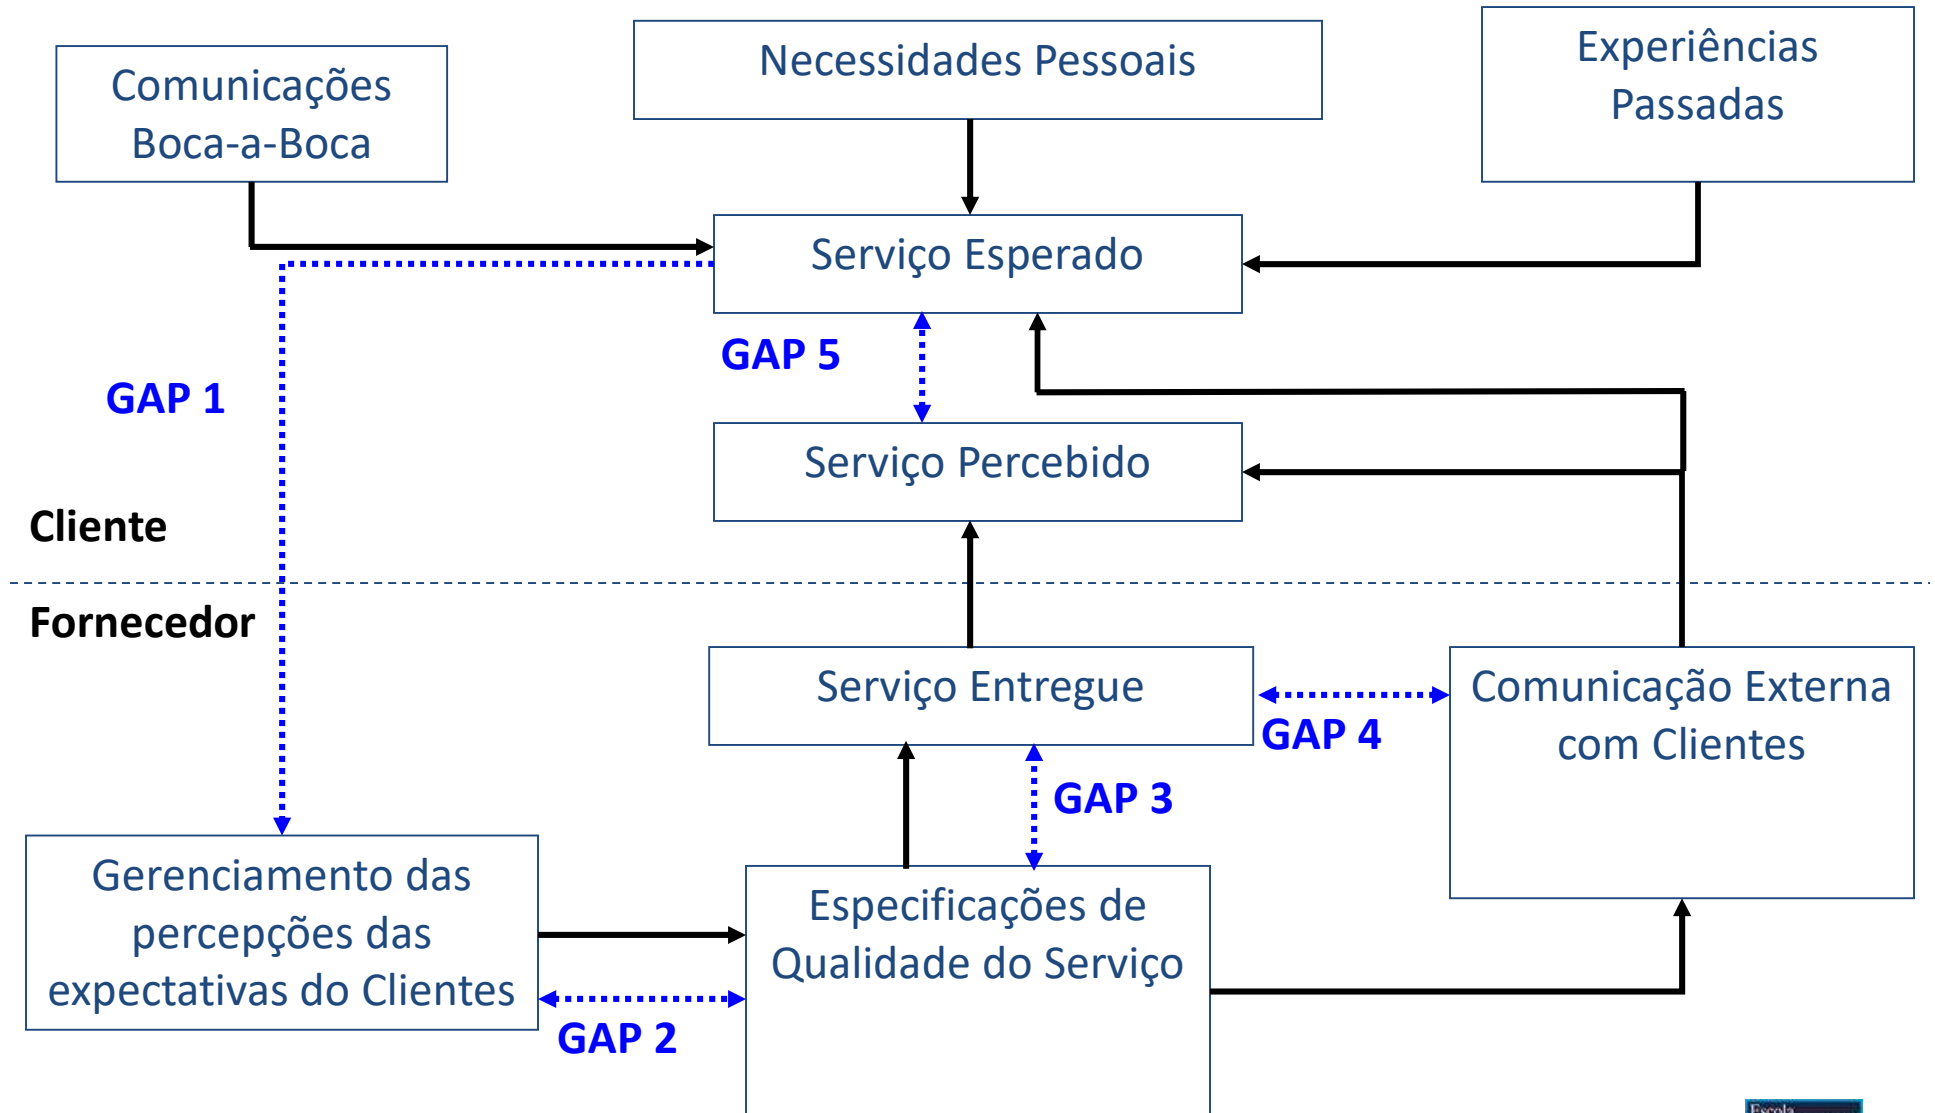 Comunicações
Boca-a-Boca
Necessidades Pessoais
Experiências
Passadas
Serviço Esperado
GAP 5
GAP 1
Serviço Percebido
Cliente
Fornecedor
Serviço Entregue
GAP 4
Comunicação Externa
com Clientes
GAP 3
Gerenciamento das
percepções das
expectativas do Clientes
Especificações de
Qualidade do Serviço
GAP 2
Escola